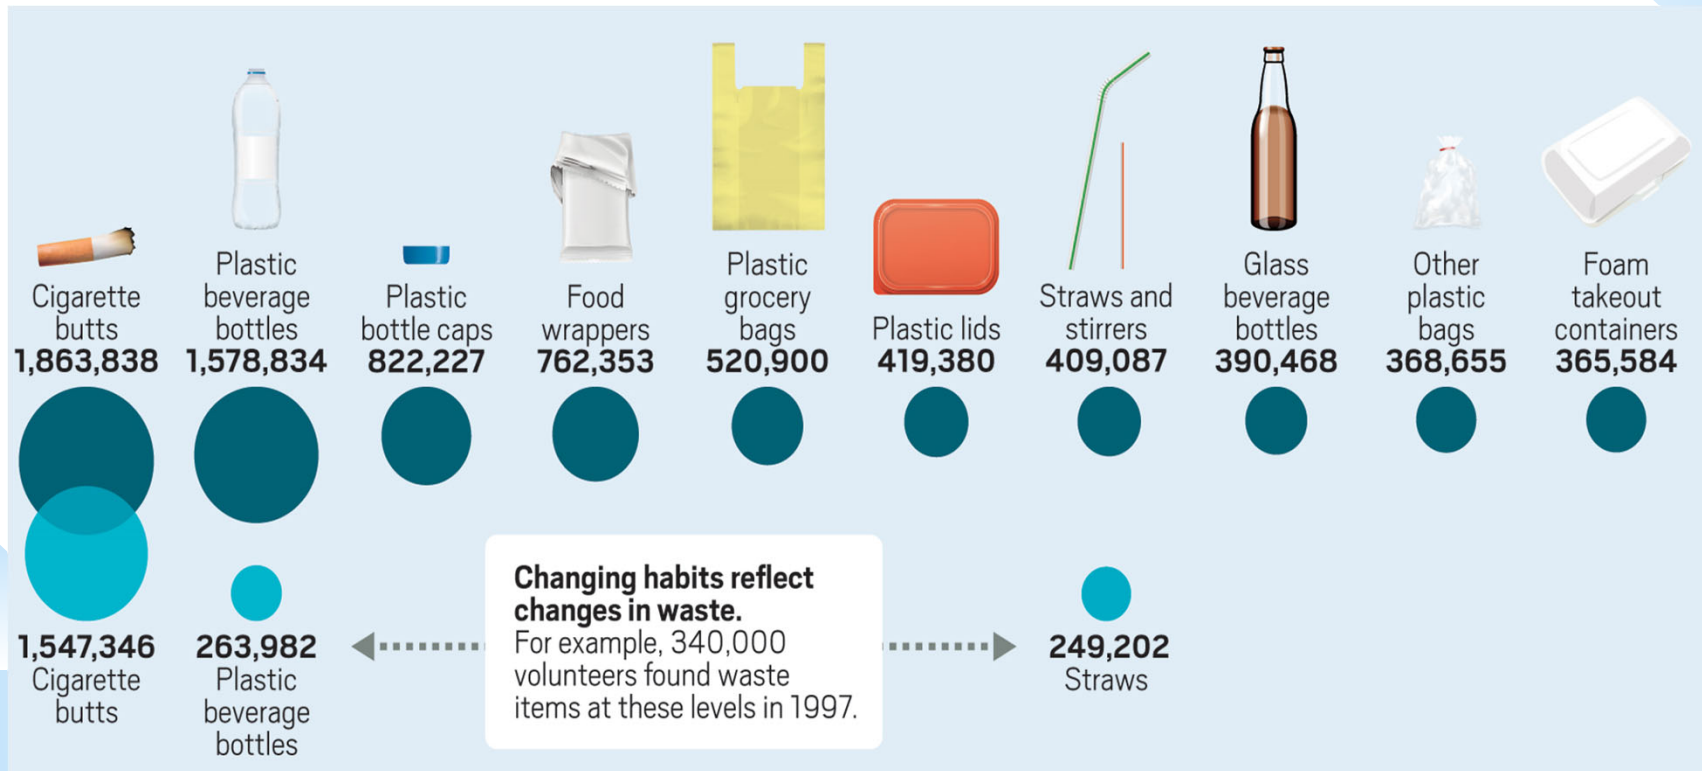 Cigarette
butts
1,863,838
Plastic
beverage
bottles
1,578,834
Plastic
bottle caps
822,227
Food
wrappers
762,353
Plastic
grocery
bags
520,900
Plastic lids
419,380
Straws and
stirrers
409,087
Glass
beverage
bottles
390,468
Other
plastic
bags
368,655
Foam
takeout
containers
365,584
1,547,346
Cigarette
butts
263,982
Plastic
beverage
bottles
Changing habits reflect
changes in waste.
For example, 340,000
volunteers found waste
items at these levels in 1997.
249,202
Straws